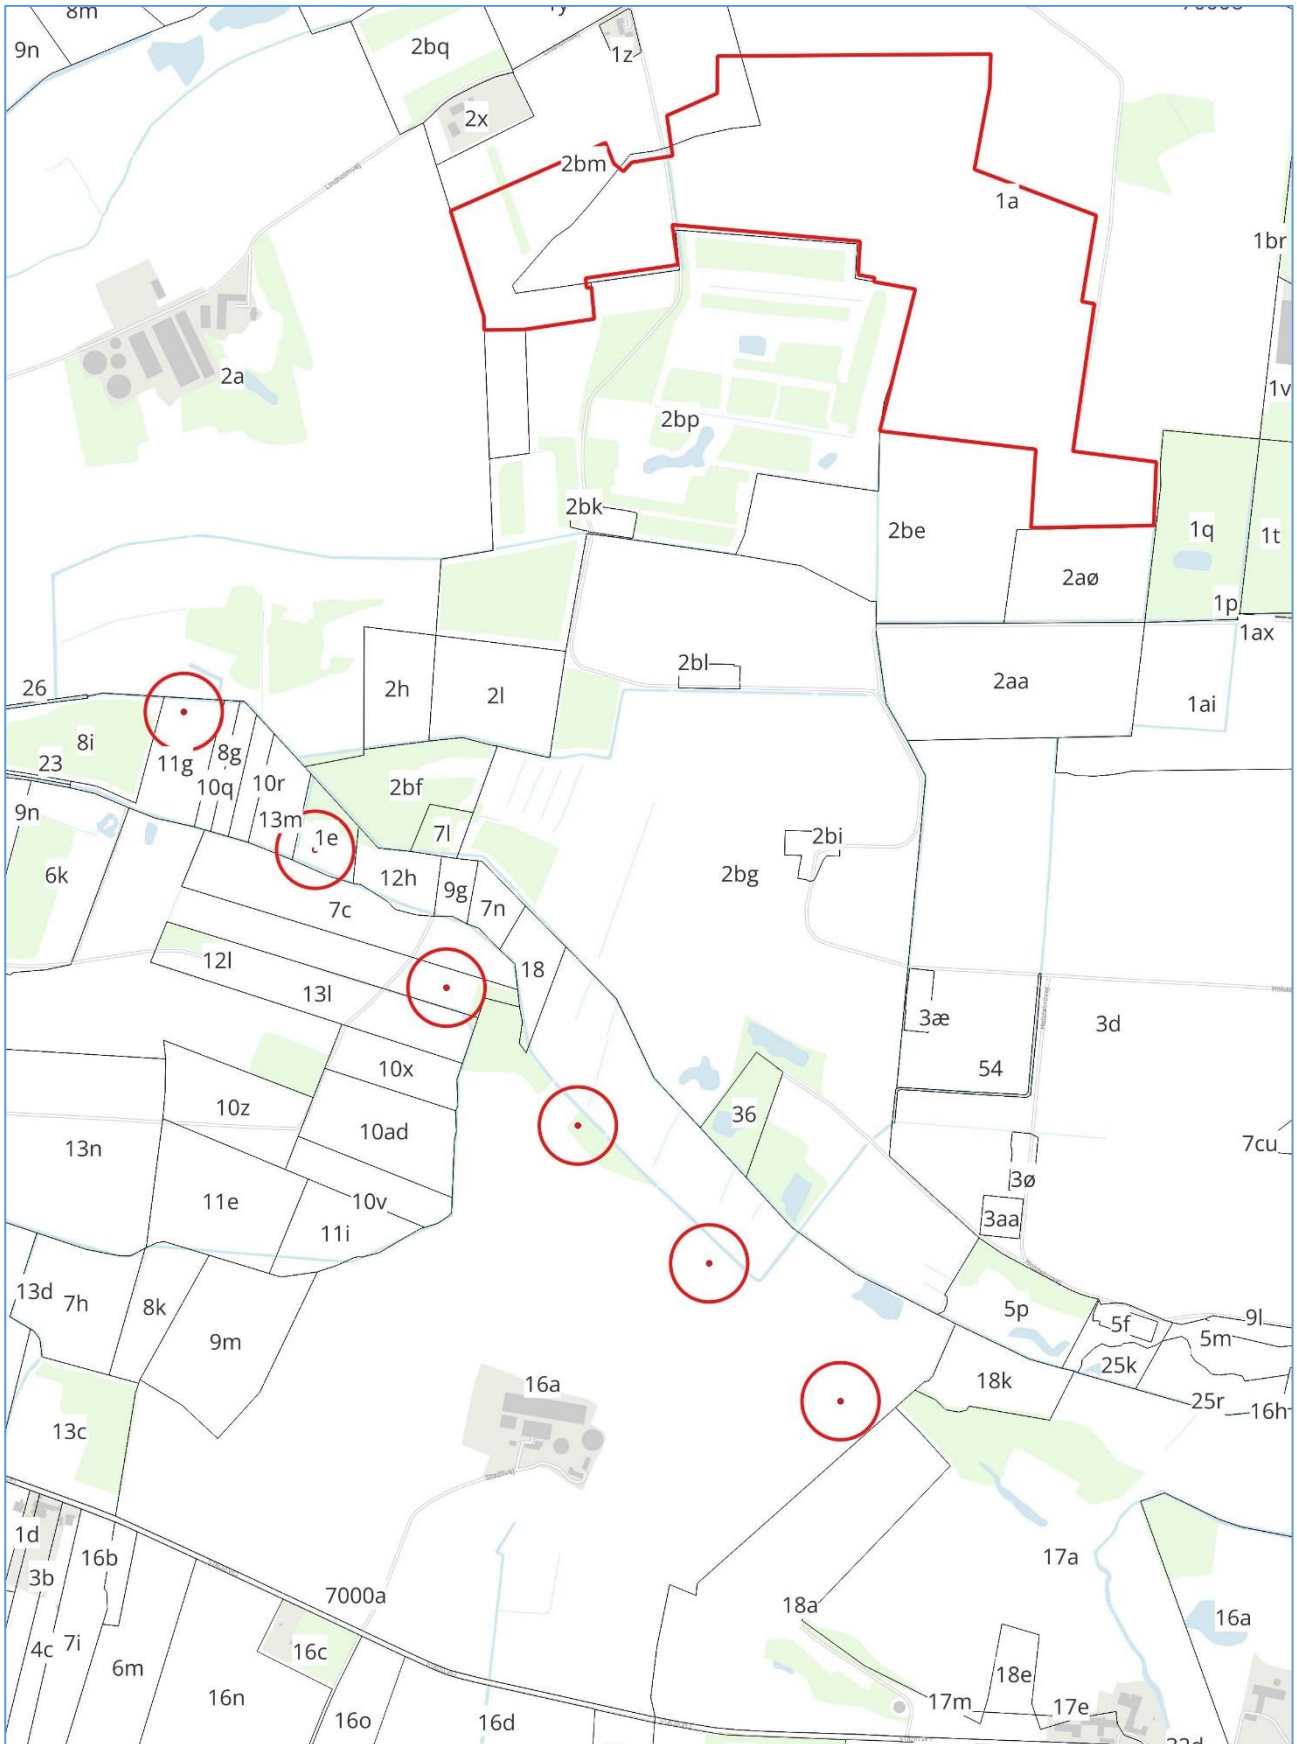 8m
9n
2bq
1z
2x
Lindholmvej
2bm
1a
1br
2a
1v
2bp
2bk
2be
1q
1t
2aø
1p
1ax
2bl
2h
2l
2aa
1ai
26
8i
11g
8g
23
10q
10r
2bf
9n
13m
1e
7l
2bi
6k
12h
9g
2bg
7c
7n
12l
18
13l
3æ
3d
54
10x
10z
36
10ad
13n
7cu
3ø
11e
10v
11i
3aa
13d
7h
8k
5p
9l
5f
5m
9m
25k
16a
18k
25r
16h
13c
1d
16b
17a
3b
7000a
18a
16a
4c
7i
16c
6m
18e
16n
17m
17e
16o
16d